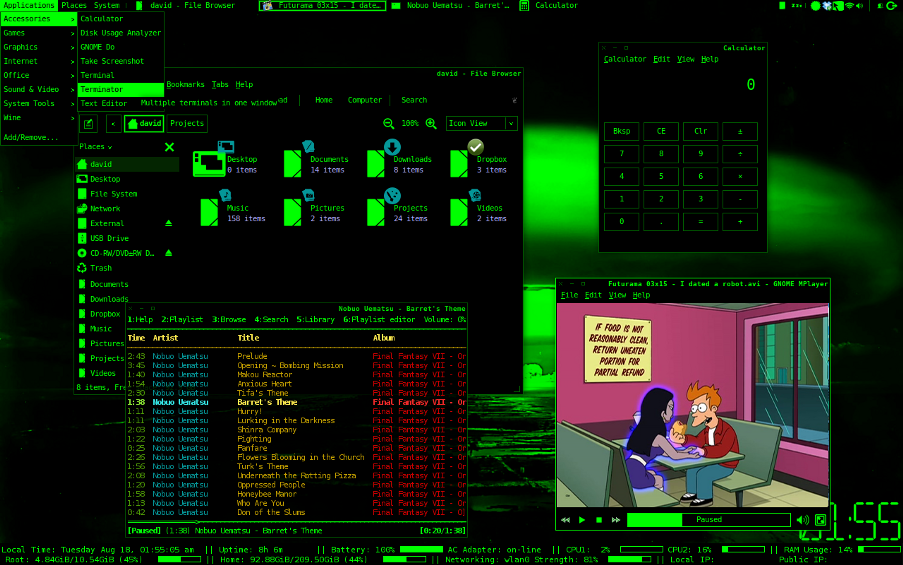 Applications Places System david - File Browser Futurama 03x15 - I date... Nobuo Uematsu - Barret'... Calculator
Accessories >
Games >
Graphics >
Internet >
Office >
Sound & Video >
System Tools >
Wine >
Add/Remove...
Calculator
Disk Usage Analyzer
GNOME Do
Take Screenshot
Terminal
Terminator
Text Editor
Multiple terminals in one window
david - File Browser
Bookmarks Tabs Help
Home Computer Search
< david Projects 100% Icon View
Places
david
Desktop
File System
Network
External
USB Drive
CD-RW/DVD±RW D…
Trash
Documents
Downloads
Dropbox
Music
Pictures
Projects
Videos
8 items, Fre
Desktop
0 items
Documents
14 items
Downloads
8 items
Dropbox
3 items
Music
158 items
Pictures
2 items
Projects
24 items
Videos
2 items
Calculator
Calculator Edit View Help
0
Bksp CE Clr ±
7 8 9 ÷
4 5 6 ×
1 2 3 -
0 . = +
Nobuo Uematsu - Barret's Theme
1:Help 2:Playlist 3:Browse 4:Search 5:Library 6:Playlist editor Volume: 0%
Time Artist Title Album
2:43 Nobuo Uematsu Prelude Final Fantasy VII - Or
3:45 Nobuo Uematsu Opening ~ Bombing Mission Final Fantasy VII - Or
1:40 Nobuo Uematsu Makou Reactor Final Fantasy VII - Or
1:54 Nobuo Uematsu Anxious Heart Final Fantasy VII - Or
2:30 Nobuo Uematsu Tifa's Theme Final Fantasy VII - Or
1:38 Nobuo Uematsu Barret's Theme Final Fantasy VII - Or
1:11 Nobuo Uematsu Hurry! Final Fantasy VII - Or
1:11 Nobuo Uematsu Lurking in the Darkness Final Fantasy VII - Or
2:03 Nobuo Uematsu Shinra Company Final Fantasy VII - Or
1:22 Nobuo Uematsu Fighting Final Fantasy VII - Or
0:25 Nobuo Uematsu Fanfare Final Fantasy VII - Or
2:25 Nobuo Uematsu Flowers Blooming in the Church Final Fantasy VII - Or
1:56 Nobuo Uematsu Turk's Theme Final Fantasy VII - Or
2:03 Nobuo Uematsu Underneath the Rotting Pizza Final Fantasy VII - Or
1:20 Nobuo Uematsu Oppressed People Final Fantasy VII - Or
1:58 Nobuo Uematsu Honeybee Manor Final Fantasy VII - Or
1:13 Nobuo Uematsu Who Are You Final Fantasy VII - Or
0:42 Nobuo Uematsu Don of the Slums Final Fantasy VII - Or
[Paused] (1:38) Nobuo Uematsu - Barret's Theme [0:20/1:38]
Futurama 03x15 - I dated a robot.avi - GNOME MPlayer
File Edit View Help
IF FOOD IS NOT
REASONABLY CLEAN,
RETURN UNEATEN
PORTION FOR
PARTIAL REFUND
Paused
01:55
Local Time: Tuesday Aug 18, 01:55:05 am || Uptime: 8h 6m || Battery: 100% AC Adapter: on-line || CPU1: 2% CPU2: 16% || RAM Usage: 14%
Root: 4.84GiB/10.54GiB (45%) || Home: 92.88GiB/209.50GiB (44%) || Networking: wlan0 Strength: 81% || Local IP: Public IP: